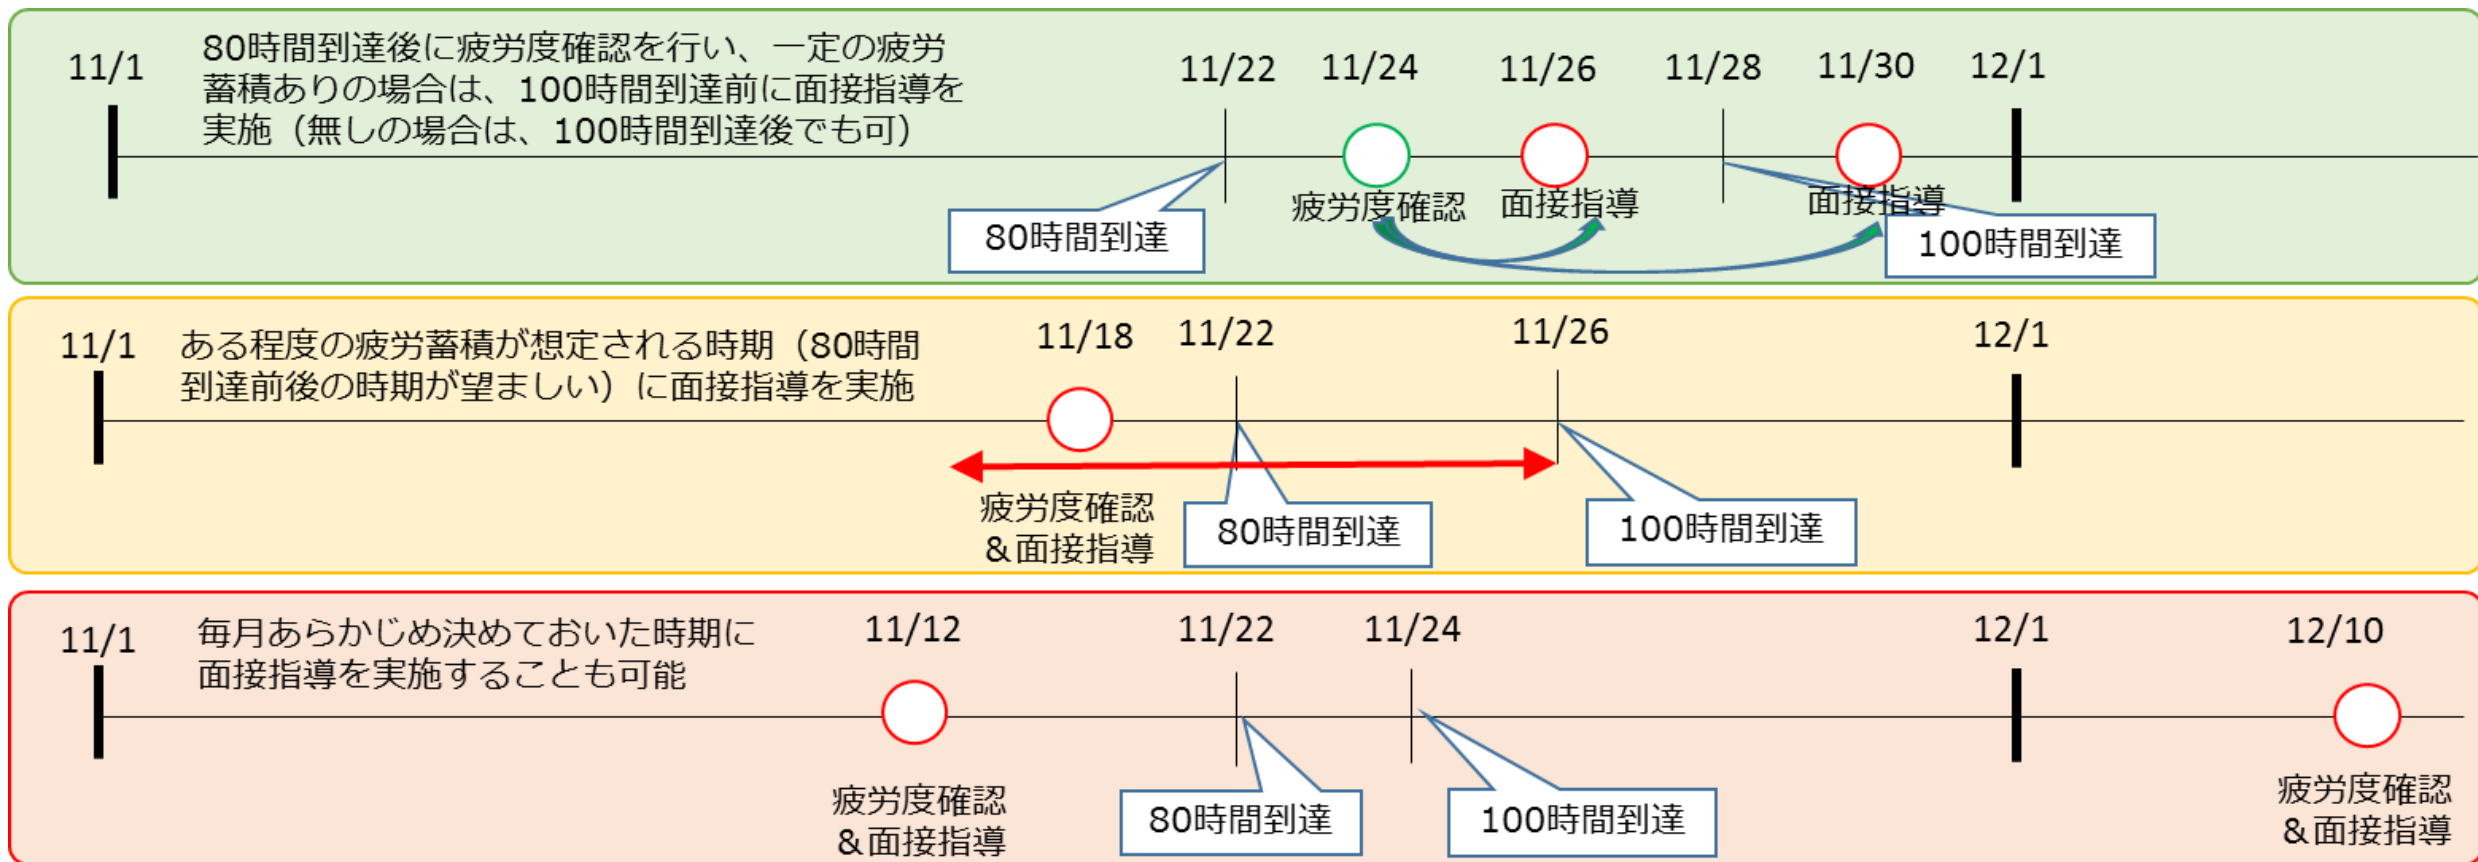 11/1
80時間到達後に疲労度確認を行い、一定の疲労
蓄積ありの場合は、100時間到達前に面接指導を
実施（無しの場合は、100時間到達後でも可）
11/22
11/24
11/26
11/28
11/30
12/1
疲労度確認
面接指導
面接指導
80時間到達
100時間到達
11/1
ある程度の疲労蓄積が想定される時期（80時間
到達前後の時期が望ましい）に面接指導を実施
11/18
11/22
11/26
12/1
疲労度確認
＆面接指導
80時間到達
100時間到達
11/1
毎月あらかじめ決めておいた時期に
面接指導を実施することも可能
11/12
11/22
11/24
12/1
12/10
疲労度確認
＆面接指導
80時間到達
100時間到達
疲労度確認
＆面接指導